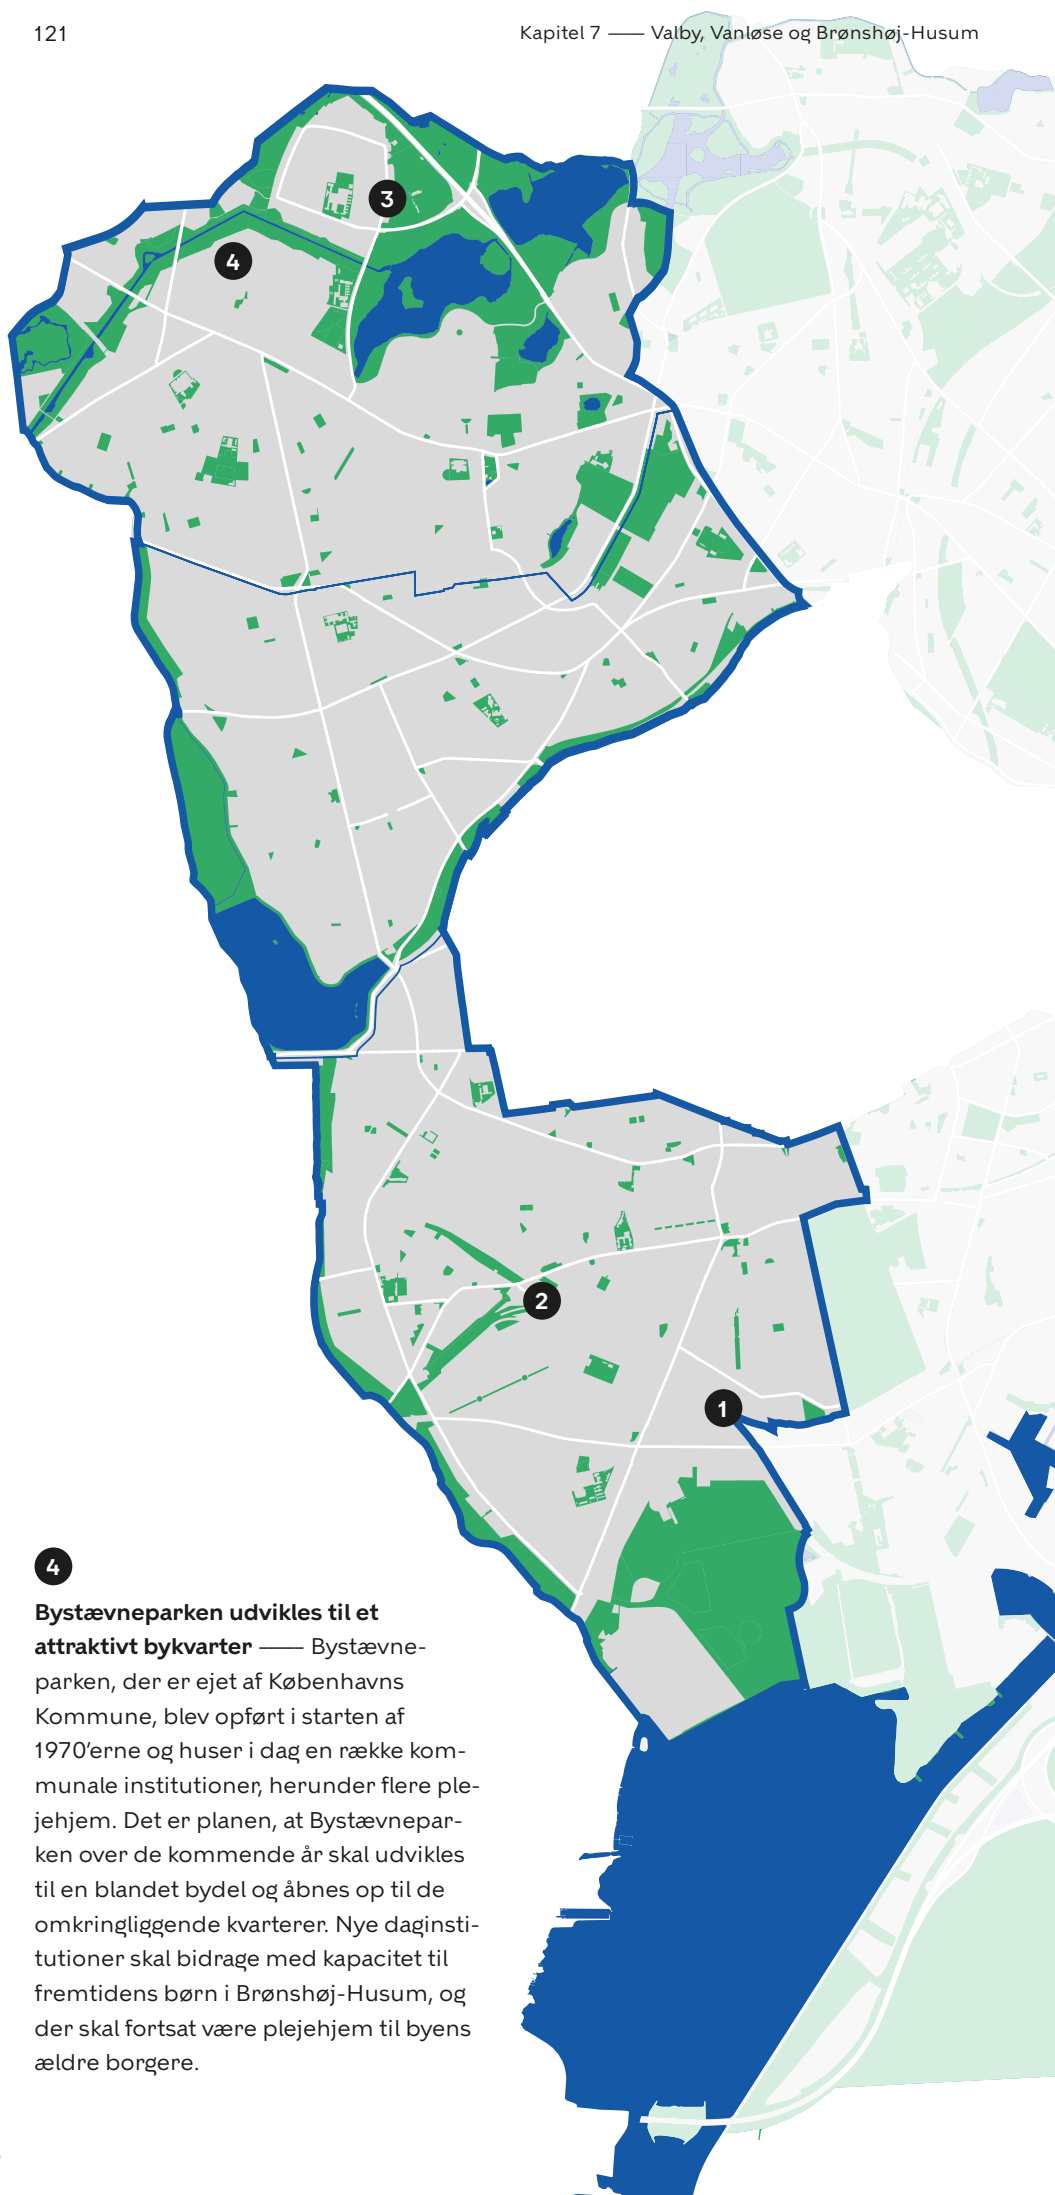 121
Kapitel 7 —— Valby, Vanløse og Brønshøj-Husum
3
4
2
1
4
Bystævneparken udvikles til et
attraktivt bykvarter —— Bystævne-
parken, der er ejet af Københavns
Kommune, blev opført i starten af
1970’erne og huser i dag en række kom-
munale institutioner, herunder flere ple-
jehjem. Det er planen, at Bystævnepar-
ken over de kommende år skal udvikles
til en blandet bydel og åbnes op til de
omkringliggende kvarterer. Nye daginsti-
tutioner skal bidrage med kapacitet til
fremtidens børn i Brønshøj-Husum, og
der skal fortsat være plejehjem til byens
ældre borgere.